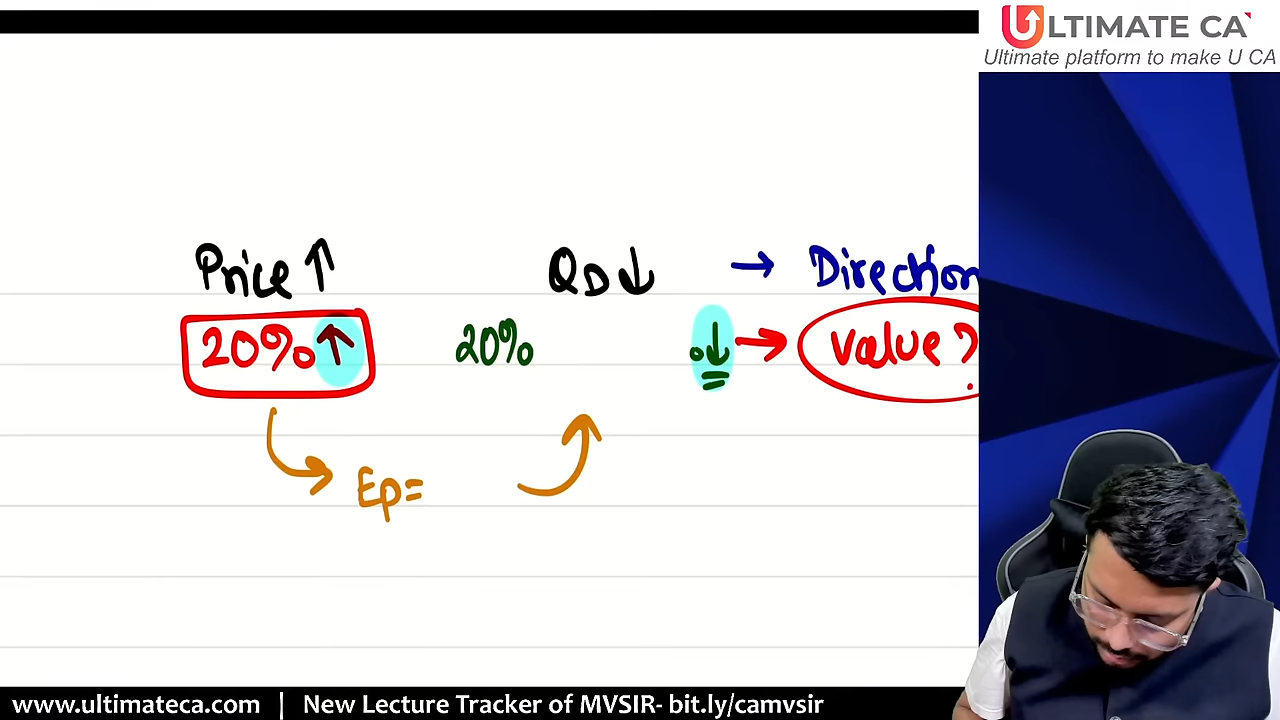 ULTIMATE CA
Ultimate platform to make U CA
Price ↑ QD ↓ → Direction
20% ↑ 20% ↓ → value?
Ep=
www.ultimateca.com | New Lecture Tracker of MVSIR- bit.ly/camvsir